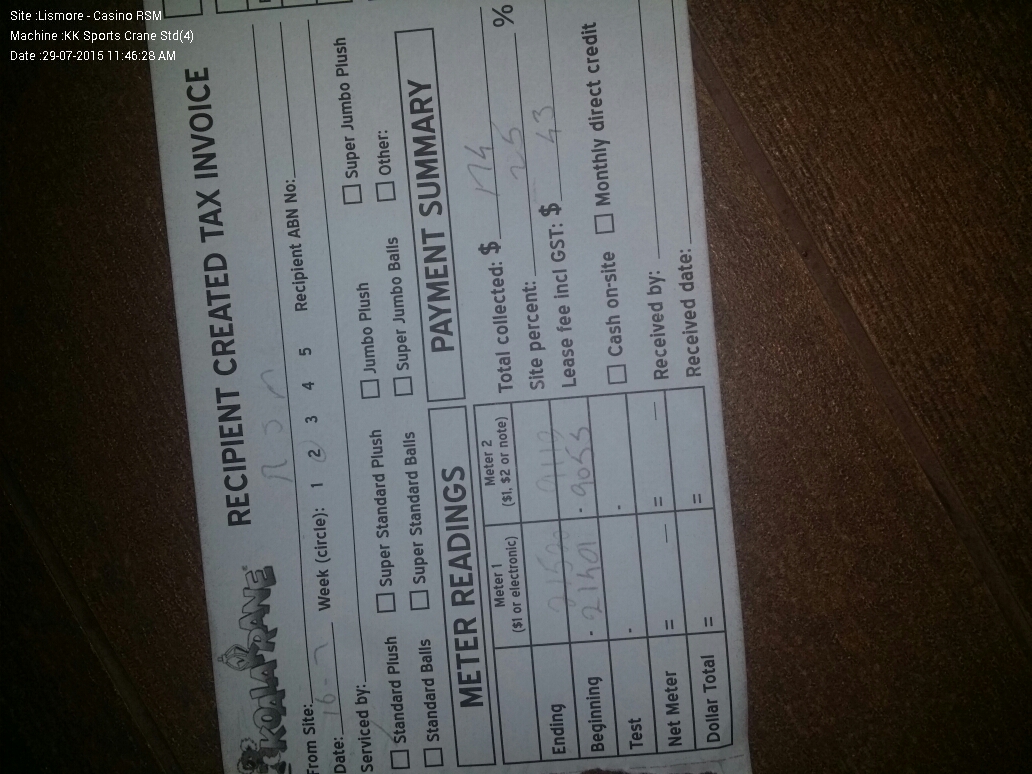 Site :Lismore - Casino RSM
Machine :KK Sports Crane Std(4)
Date :29-07-2015 11:46:28 AM
KOALA KRANE
RECIPIENT CREATED TAX INVOICE
From Site: Recipient ABN No:
Date: 16-7 Week (circle): 1 2 3 4 5
Serviced by:
Standard Plush Super Standard Plush Jumbo Plush Super Jumbo Plush
Standard Balls Super Standard Balls Super Jumbo Balls Other:
METER READINGS
Meter 1 ($1 or electronic) Meter 2 ($1, $2 or note)
Ending 9112
Beginning - 21401 - 9055
Test - -
Net Meter = — = —
Dollar Total = =
PAYMENT SUMMARY
Total collected: $ 174
Site percent: 25 %
Lease fee incl GST: $ 43
Cash on-site Monthly direct credit
Received by:
Received date: